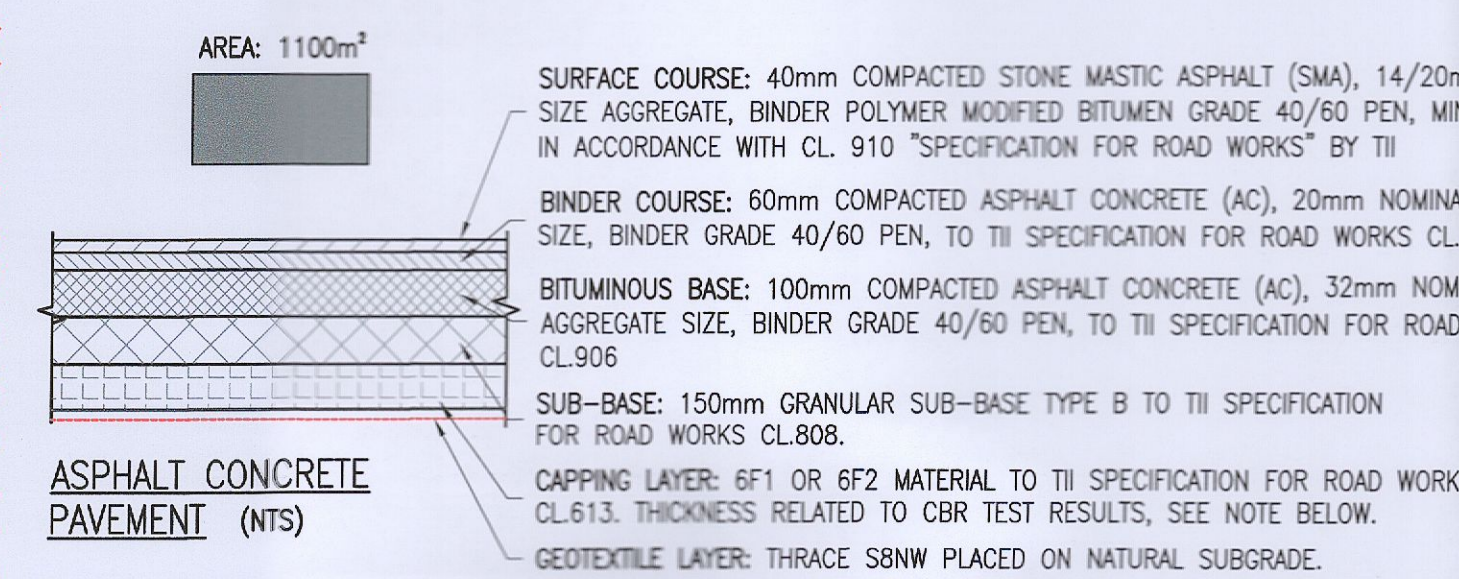 AREA: 1100m²
SURFACE COURSE: 40mm COMPACTED STONE MASTIC ASPHALT (SMA), 14/20m
SIZE AGGREGATE, BINDER POLYMER MODIFIED BITUMEN GRADE 40/60 PEN, MIN
IN ACCORDANCE WITH CL. 910 "SPECIFICATION FOR ROAD WORKS" BY TII
BINDER COURSE: 60mm COMPACTED ASPHALT CONCRETE (AC), 20mm NOMINA
SIZE, BINDER GRADE 40/60 PEN, TO TII SPECIFICATION FOR ROAD WORKS CL.
BITUMINOUS BASE: 100mm COMPACTED ASPHALT CONCRETE (AC), 32mm NOM
AGGREGATE SIZE, BINDER GRADE 40/60 PEN, TO TII SPECIFICATION FOR ROAD
CL.906
SUB-BASE: 150mm GRANULAR SUB-BASE TYPE B TO TII SPECIFICATION
FOR ROAD WORKS CL.808.
CAPPING LAYER: 6F1 OR 6F2 MATERIAL TO TII SPECIFICATION FOR ROAD WORK
CL.613. THICKNESS RELATED TO CBR TEST RESULTS, SEE NOTE BELOW.
GEOTEXTILE LAYER: THRACE S8NW PLACED ON NATURAL SUBGRADE.
ASPHALT CONCRETE
PAVEMENT (NTS)